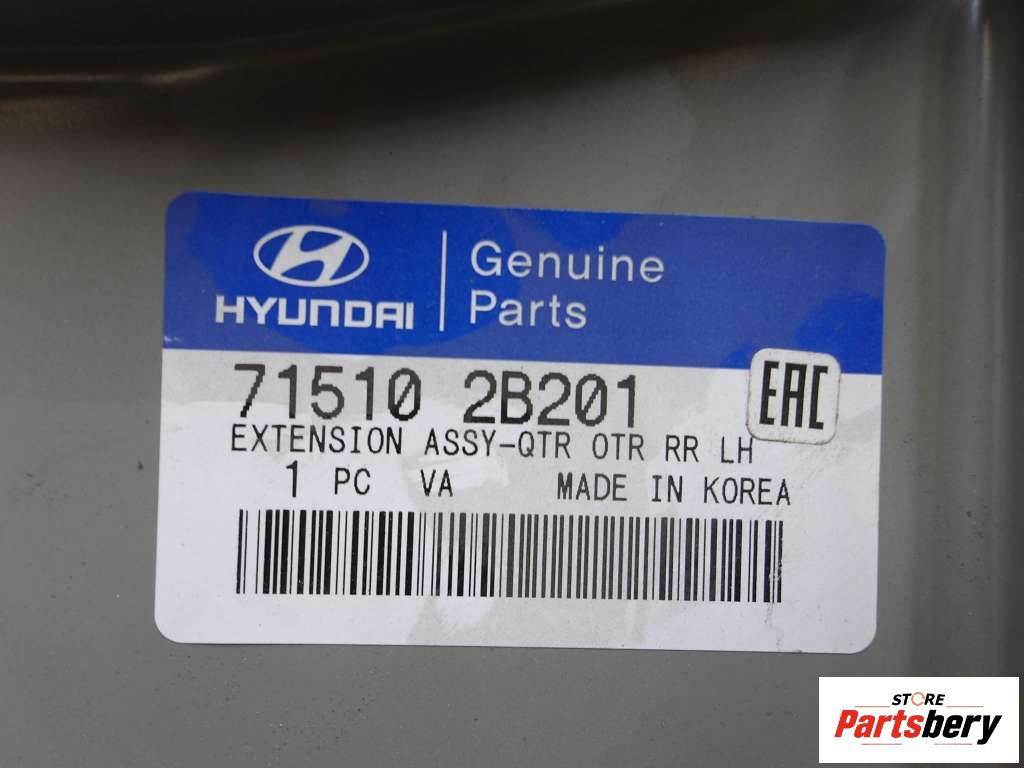 HYUNDAI
Genuine
Parts
71510 2B201
EAC
EXTENSION ASSY-QTR OTR RR LH
1 PC VA MADE IN KOREA
STORE
Partsbery